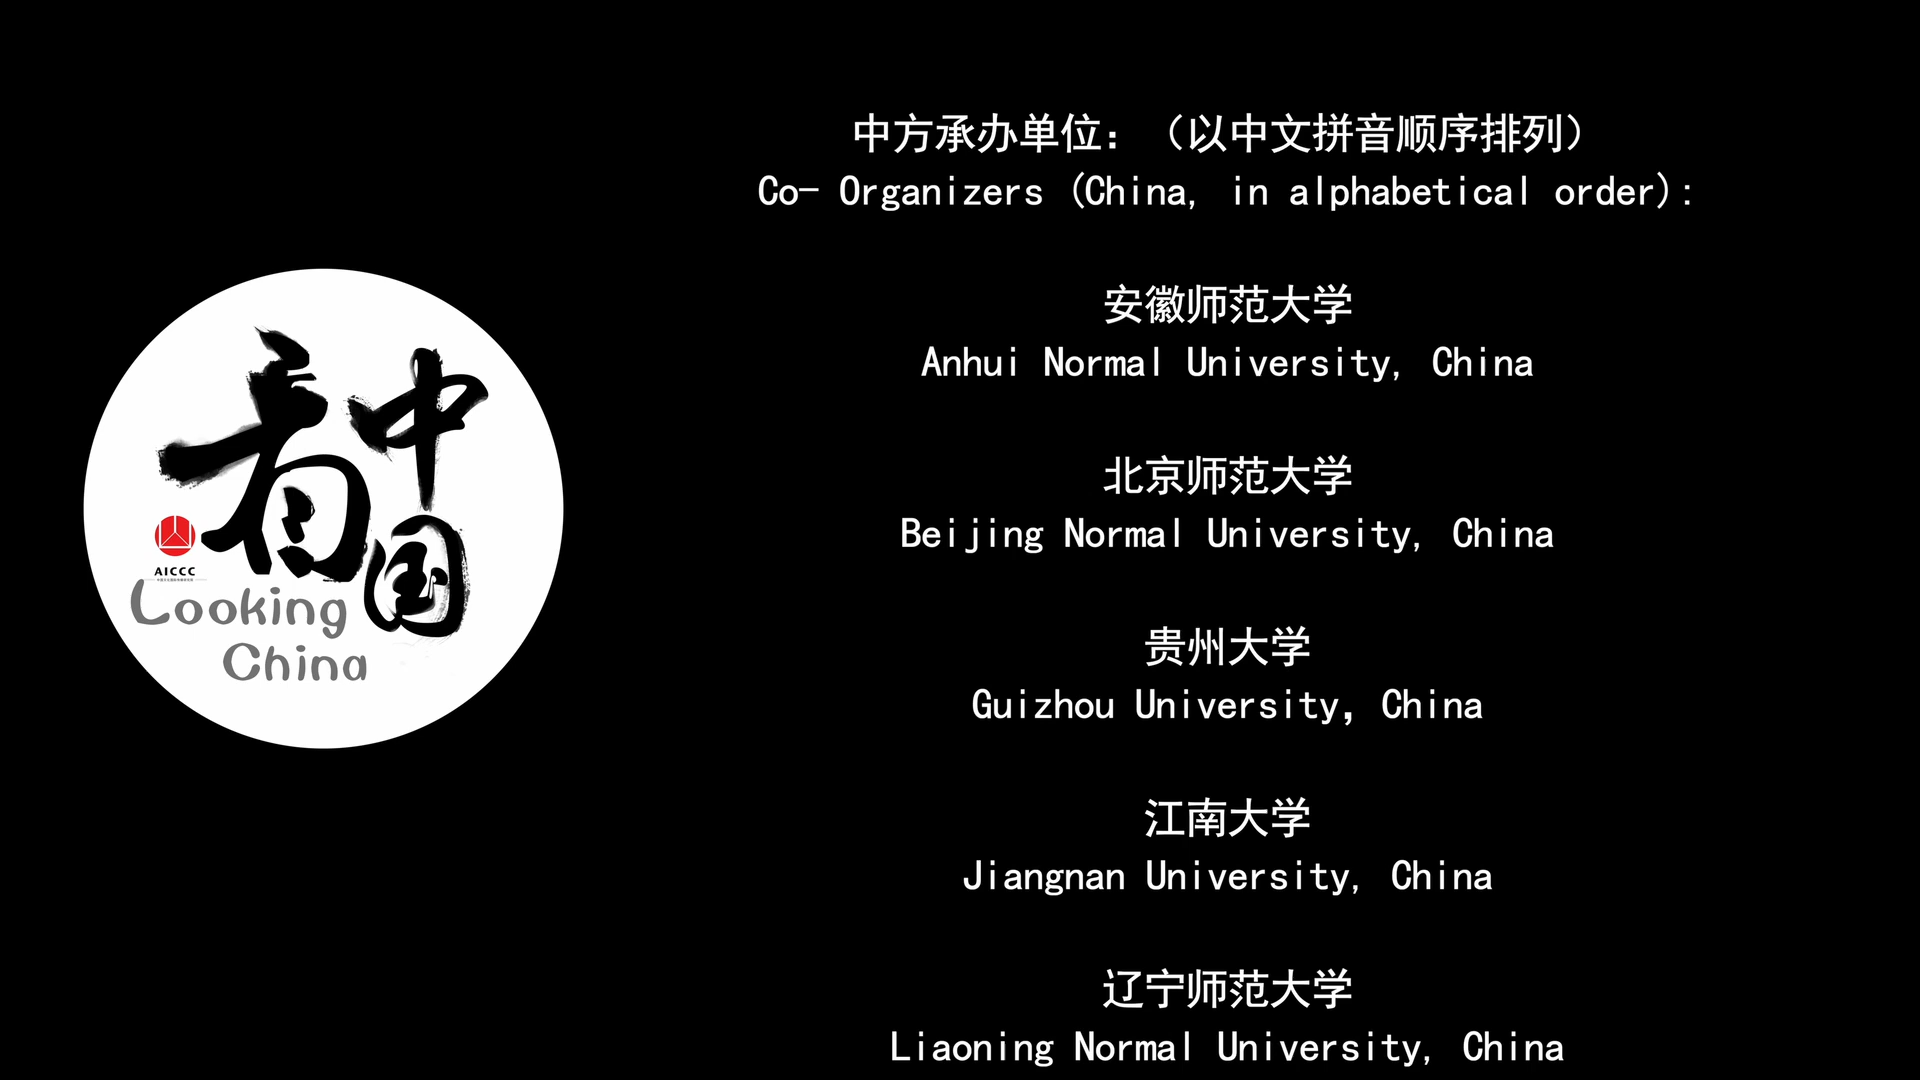 看中国
AICCC
Looking
China
中方承办单位：（以中文拼音顺序排列）
Co- Organizers (China, in alphabetical order):
安徽师范大学
Anhui Normal University, China
北京师范大学
Beijing Normal University, China
贵州大学
Guizhou University, China
江南大学
Jiangnan University, China
辽宁师范大学
Liaoning Normal University, China